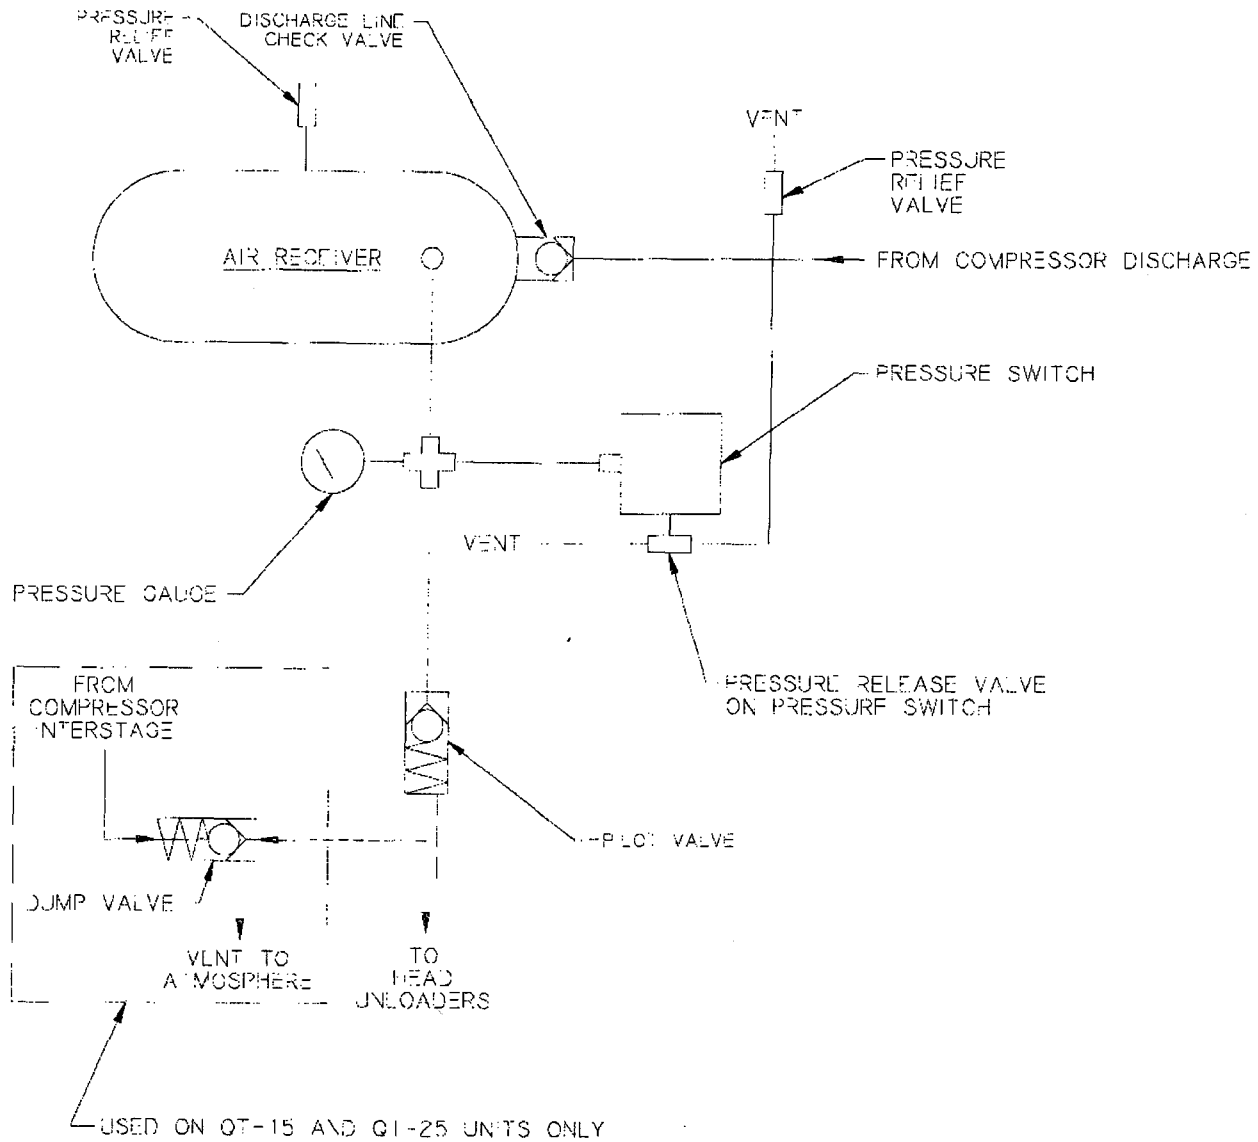 PRESSURE
RELIEF
VALVE
DISCHARGE LINE
CHECK VALVE
VENT
PRESSURE
RELIEF
VALVE
AIR RECEIVER
FROM COMPRESSOR DISCHARGE
PRESSURE SWITCH
VENT
PRESSURE GAUGE
FROM
COMPRESSOR
INTERSTAGE
PRESSURE RELEASE VALVE
ON PRESSURE SWITCH
PILOT VALVE
DUMP VALVE
VENT TO
ATMOSPHERE
TO
HEAD
UNLOADERS
USED ON QT-15 AND QT-25 UNITS ONLY